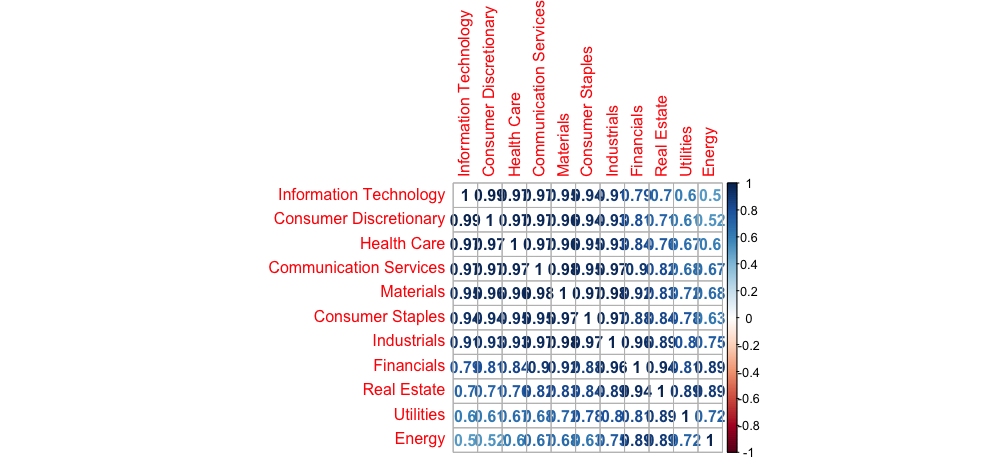 Information Technology
Consumer Discretionary
Health Care
Communication Services
Materials
Consumer Staples
Industrials
Financials
Real Estate
Utilities
Energy
Information Technology 1 0.99 0.97 0.97 0.95 0.94 0.91 0.79 0.7 0.6 0.5
Consumer Discretionary 0.99 1 0.97 0.97 0.96 0.94 0.93 0.81 0.71 0.61 0.52
Health Care 0.97 0.97 1 0.97 0.96 0.95 0.93 0.84 0.76 0.67 0.6
Communication Services 0.97 0.97 0.97 1 0.98 0.95 0.97 0.9 0.82 0.68 0.67
Materials 0.95 0.96 0.96 0.98 1 0.97 0.98 0.92 0.83 0.72 0.68
Consumer Staples 0.94 0.94 0.95 0.95 0.97 1 0.97 0.88 0.84 0.78 0.63
Industrials 0.91 0.93 0.93 0.97 0.98 0.97 1 0.96 0.89 0.8 0.75
Financials 0.79 0.81 0.84 0.9 0.92 0.88 0.96 1 0.94 0.81 0.89
Real Estate 0.7 0.71 0.76 0.82 0.83 0.84 0.89 0.94 1 0.89 0.89
Utilities 0.6 0.61 0.67 0.68 0.72 0.78 0.8 0.81 0.89 1 0.72
Energy 0.5 0.52 0.6 0.67 0.68 0.63 0.75 0.89 0.89 0.72 1
1
0.8
0.6
0.4
0.2
0
-0.2
-0.4
-0.6
-0.8
-1